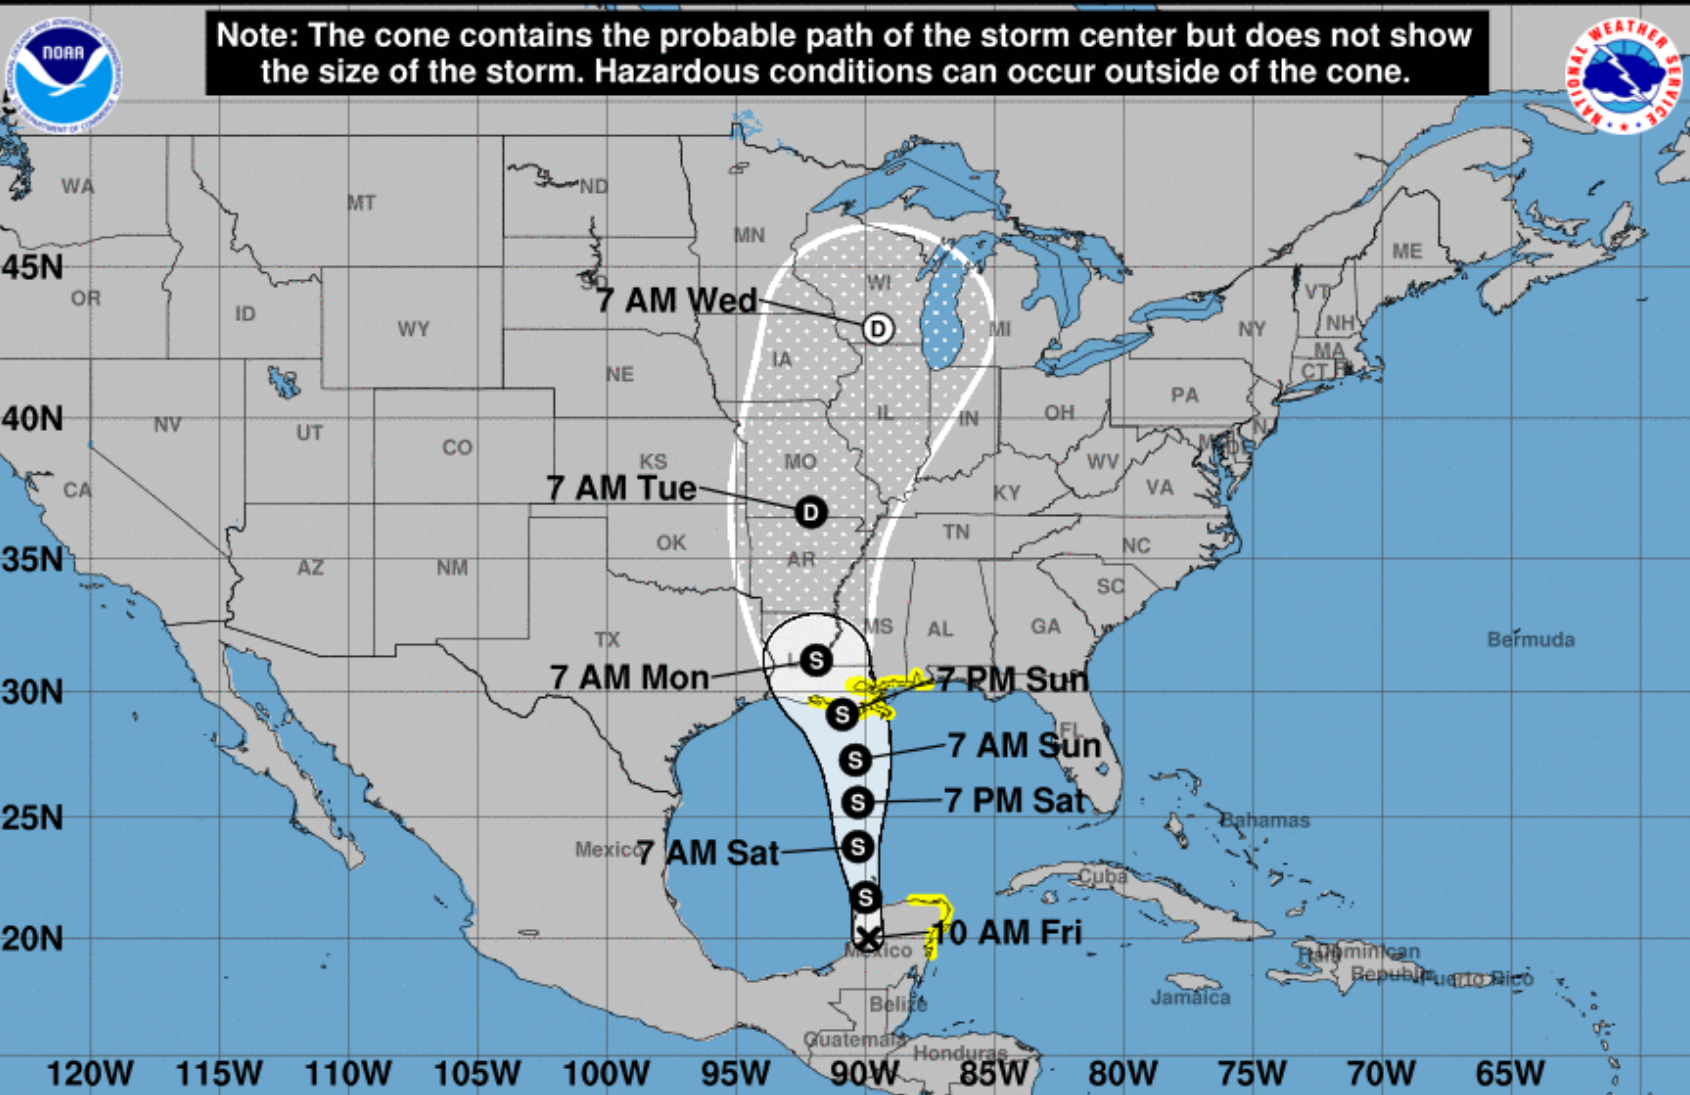 Note: The cone contains the probable path of the storm center but does not show
the size of the storm. Hazardous conditions can occur outside of the cone.
NOAA
NATIONAL WEATHER SERVICE
WA
MT
ND
MN
ME
45N
OR
ID
WY
SD
7 AM Wed
D
WI
MI
VT
NH
NY
MA
CT
IA
NE
PA
40N
NV
UT
CO
KS
MO
IL
IN
OH
WV
VA
KY
CA
7 AM Tue
D
35N
AZ
NM
OK
AR
TN
NC
SC
TX
MS
AL
GA
Bermuda
7 AM Mon
S
30N
7 PM Sun
S
FL
7 AM Sun
S
25N
7 PM Sat
S
Bahamas
Mexico
7 AM Sat
S
Cuba
S
20N
10 AM Fri
Mexico
Dominican
Republic
Puerto Rico
Jamaica
Belize
Guatemala
Honduras
120W 115W 110W 105W 100W 95W 90W 85W 80W 75W 70W 65W